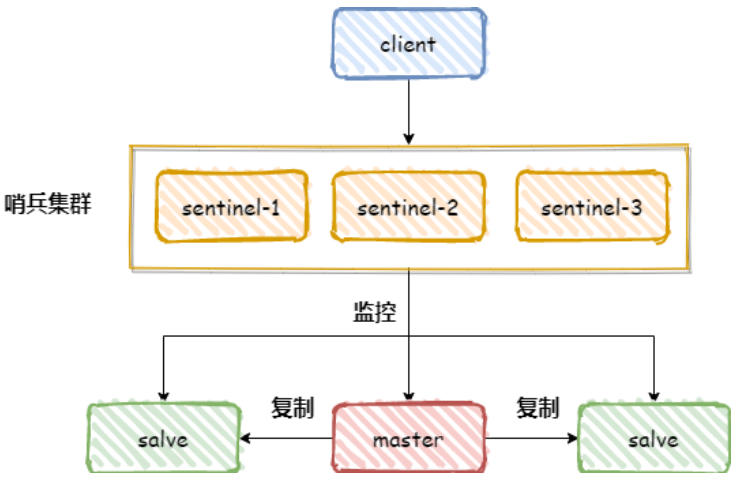 client
哨兵集群
sentinel-1
sentinel-2
sentinel-3
监控
复制
复制
salve
master
salve